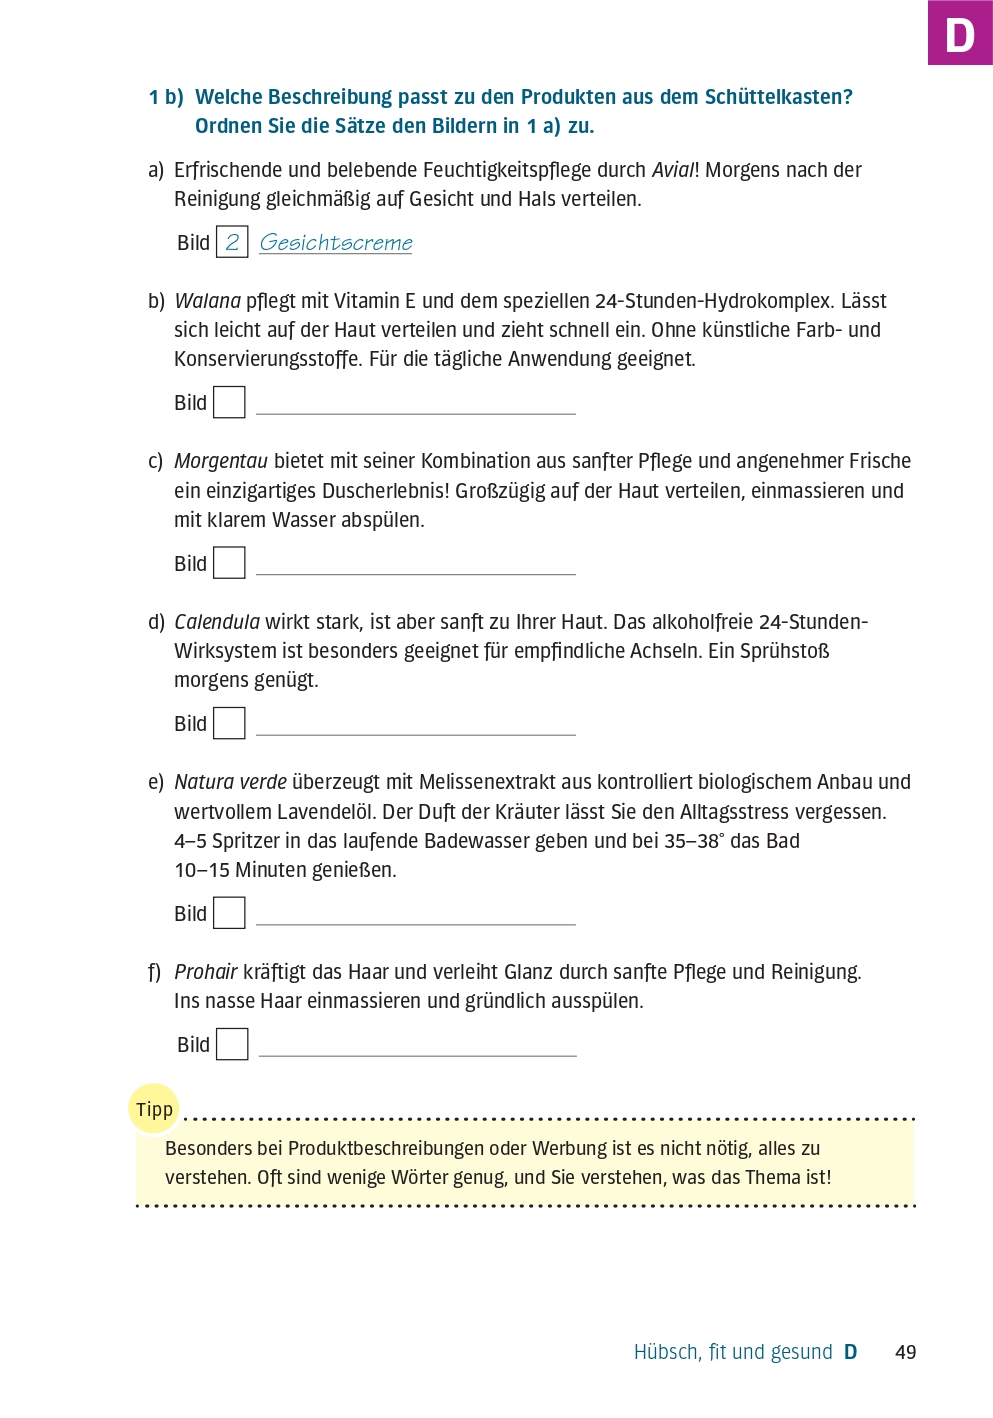 D
1 b) Welche Beschreibung passt zu den Produkten aus dem Schüttelkasten?
Ordnen Sie die Sätze den Bildern in 1 a) zu.
a) Erfrischende und belebende Feuchtigkeitspflege durch Avial! Morgens nach der
Reinigung gleichmäßig auf Gesicht und Hals verteilen.
Bild 2 Gesichtscreme
b) Walana pflegt mit Vitamin E und dem speziellen 24-Stunden-Hydrokomplex. Lässt
sich leicht auf der Haut verteilen und zieht schnell ein. Ohne künstliche Farb- und
Konservierungsstoffe. Für die tägliche Anwendung geeignet.
Bild
c) Morgentau bietet mit seiner Kombination aus sanfter Pflege und angenehmer Frische
ein einzigartiges Duscherlebnis! Großzügig auf der Haut verteilen, einmassieren und
mit klarem Wasser abspülen.
Bild
d) Calendula wirkt stark, ist aber sanft zu Ihrer Haut. Das alkoholfreie 24-Stunden-
Wirksystem ist besonders geeignet für empfindliche Achseln. Ein Sprühstoß
morgens genügt.
Bild
e) Natura verde überzeugt mit Melissenextrakt aus kontrolliert biologischem Anbau und
wertvollem Lavendelöl. Der Duft der Kräuter lässt Sie den Alltagsstress vergessen.
4–5 Spritzer in das laufende Badewasser geben und bei 35–38° das Bad
10–15 Minuten genießen.
Bild
f) Prohair kräftigt das Haar und verleiht Glanz durch sanfte Pflege und Reinigung.
Ins nasse Haar einmassieren und gründlich ausspülen.
Bild
Tipp
Besonders bei Produktbeschreibungen oder Werbung ist es nicht nötig, alles zu
verstehen. Oft sind wenige Wörter genug, und Sie verstehen, was das Thema ist!
Hübsch, fit und gesund D 49